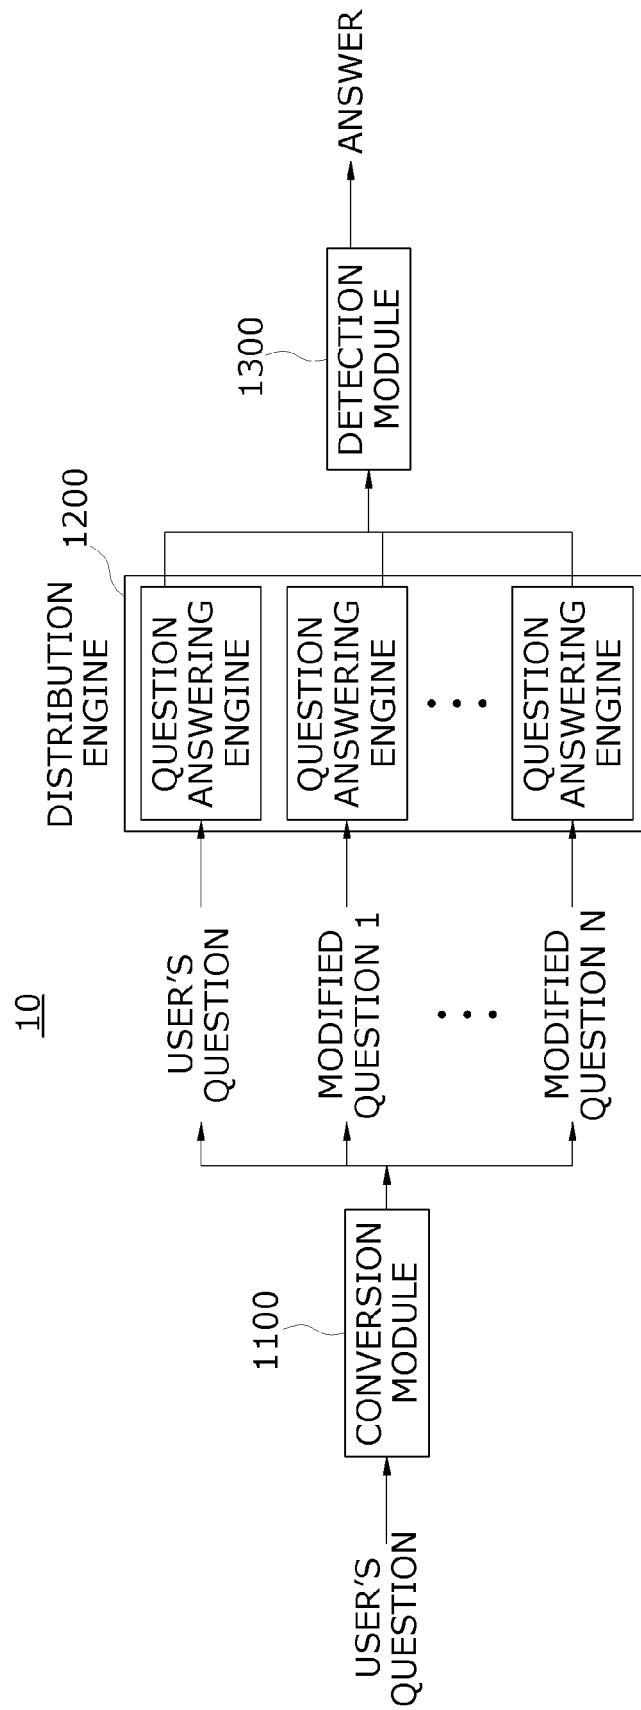 10
USER'S
QUESTION
1100
CONVERSION
MODULE
USER'S
QUESTION
MODIFIED
QUESTION 1
MODIFIED
QUESTION N
DISTRIBUTION
ENGINE
1200
QUESTION
ANSWERING
ENGINE
QUESTION
ANSWERING
ENGINE
QUESTION
ANSWERING
ENGINE
1300
DETECTION
MODULE
ANSWER